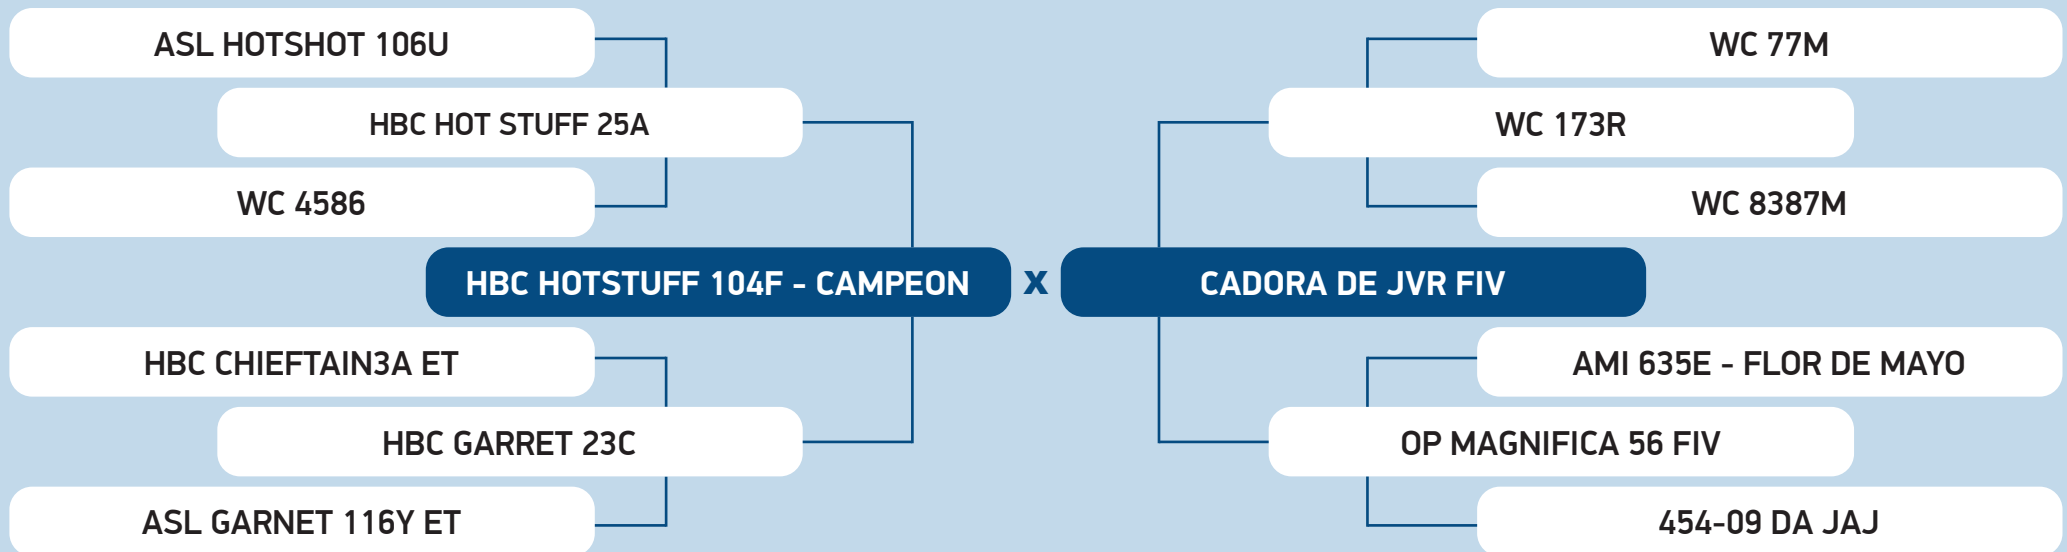 ASL HOTSHOT 106U
WC 77M
HBC HOT STUFF 25A
WC 173R
WC 4586
WC 8387M
HBC HOTSTUFF 104F - CAMPEON X CADORA DE JVR FIV
HBC CHIEFTAIN3A ET
AMI 635E - FLOR DE MAYO
HBC GARRET 23C
OP MAGNIFICA 56 FIV
ASL GARNET 116Y ET
454-09 DA JAJ